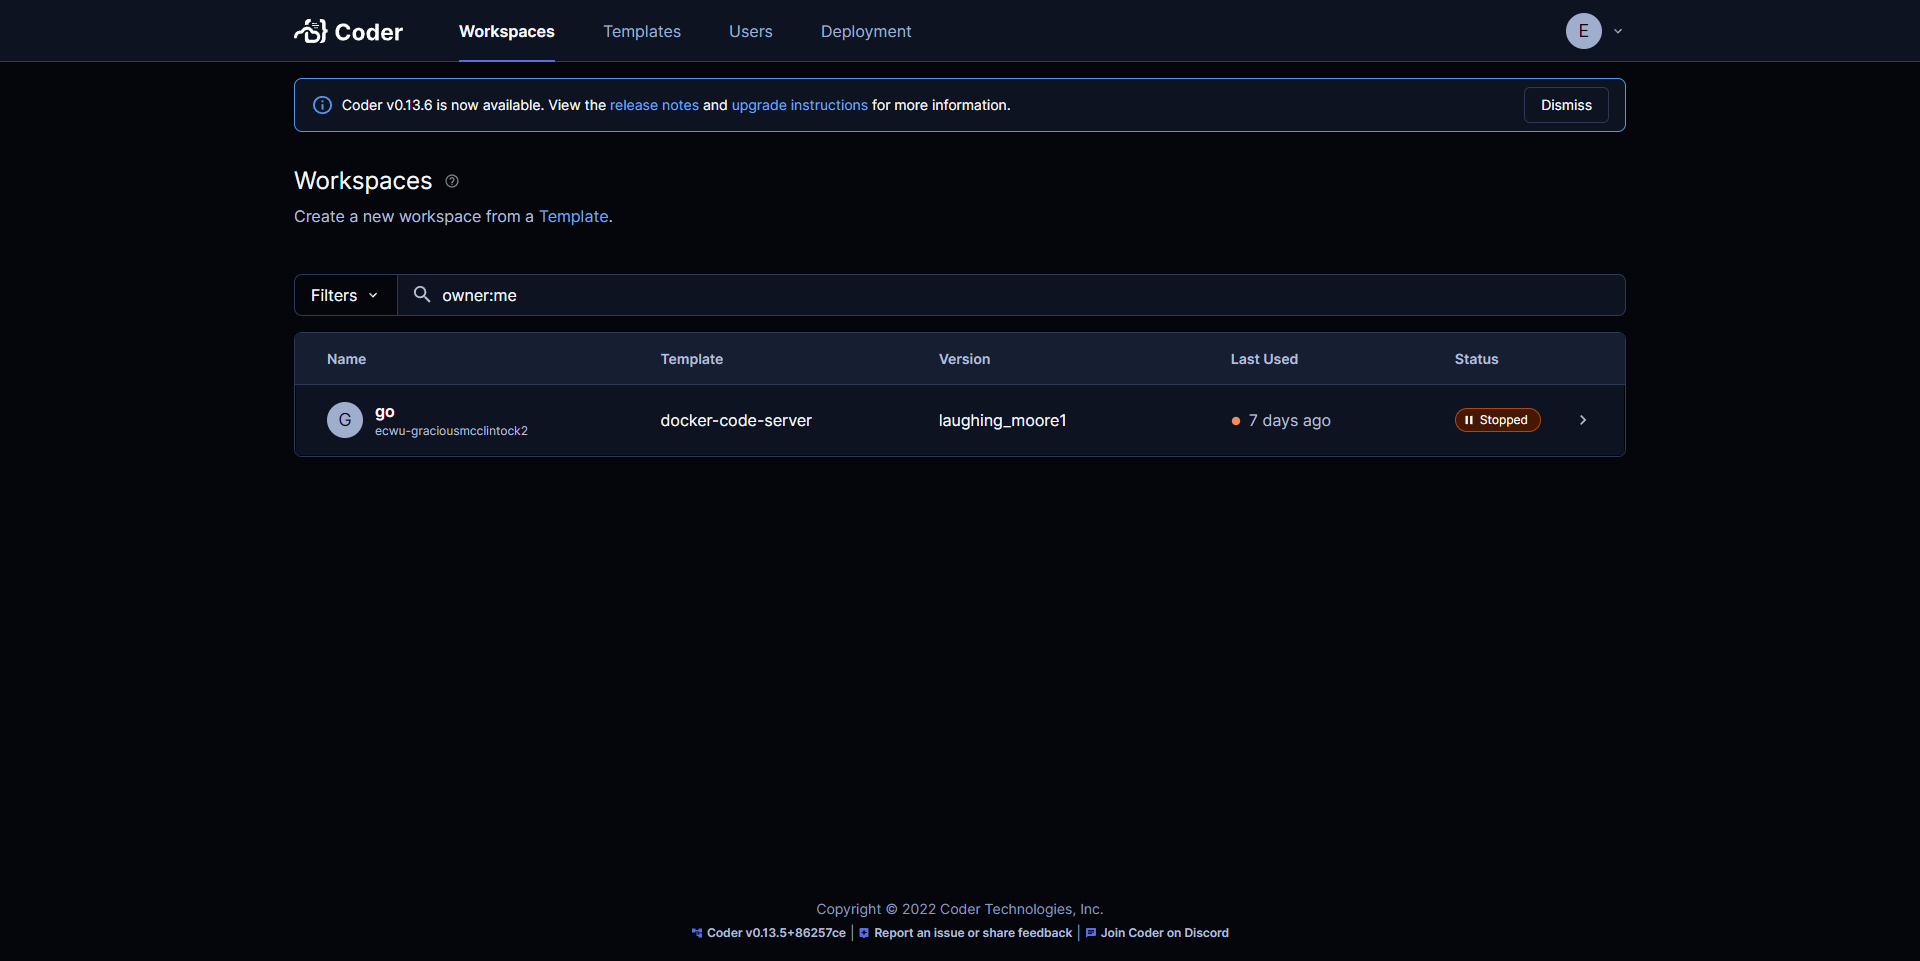 Coder
Workspaces Templates Users Deployment
E
Coder v0.13.6 is now available. View the release notes and upgrade instructions for more information.
Dismiss
Workspaces
Create a new workspace from a Template.
Filters
owner:me
Name Template Version Last Used Status
G
go
ecwu-graciousmcclintock2
docker-code-server
laughing_moore1
7 days ago
Stopped
Copyright © 2022 Coder Technologies, Inc.
Coder v0.13.5+86257ce | Report an issue or share feedback | Join Coder on Discord